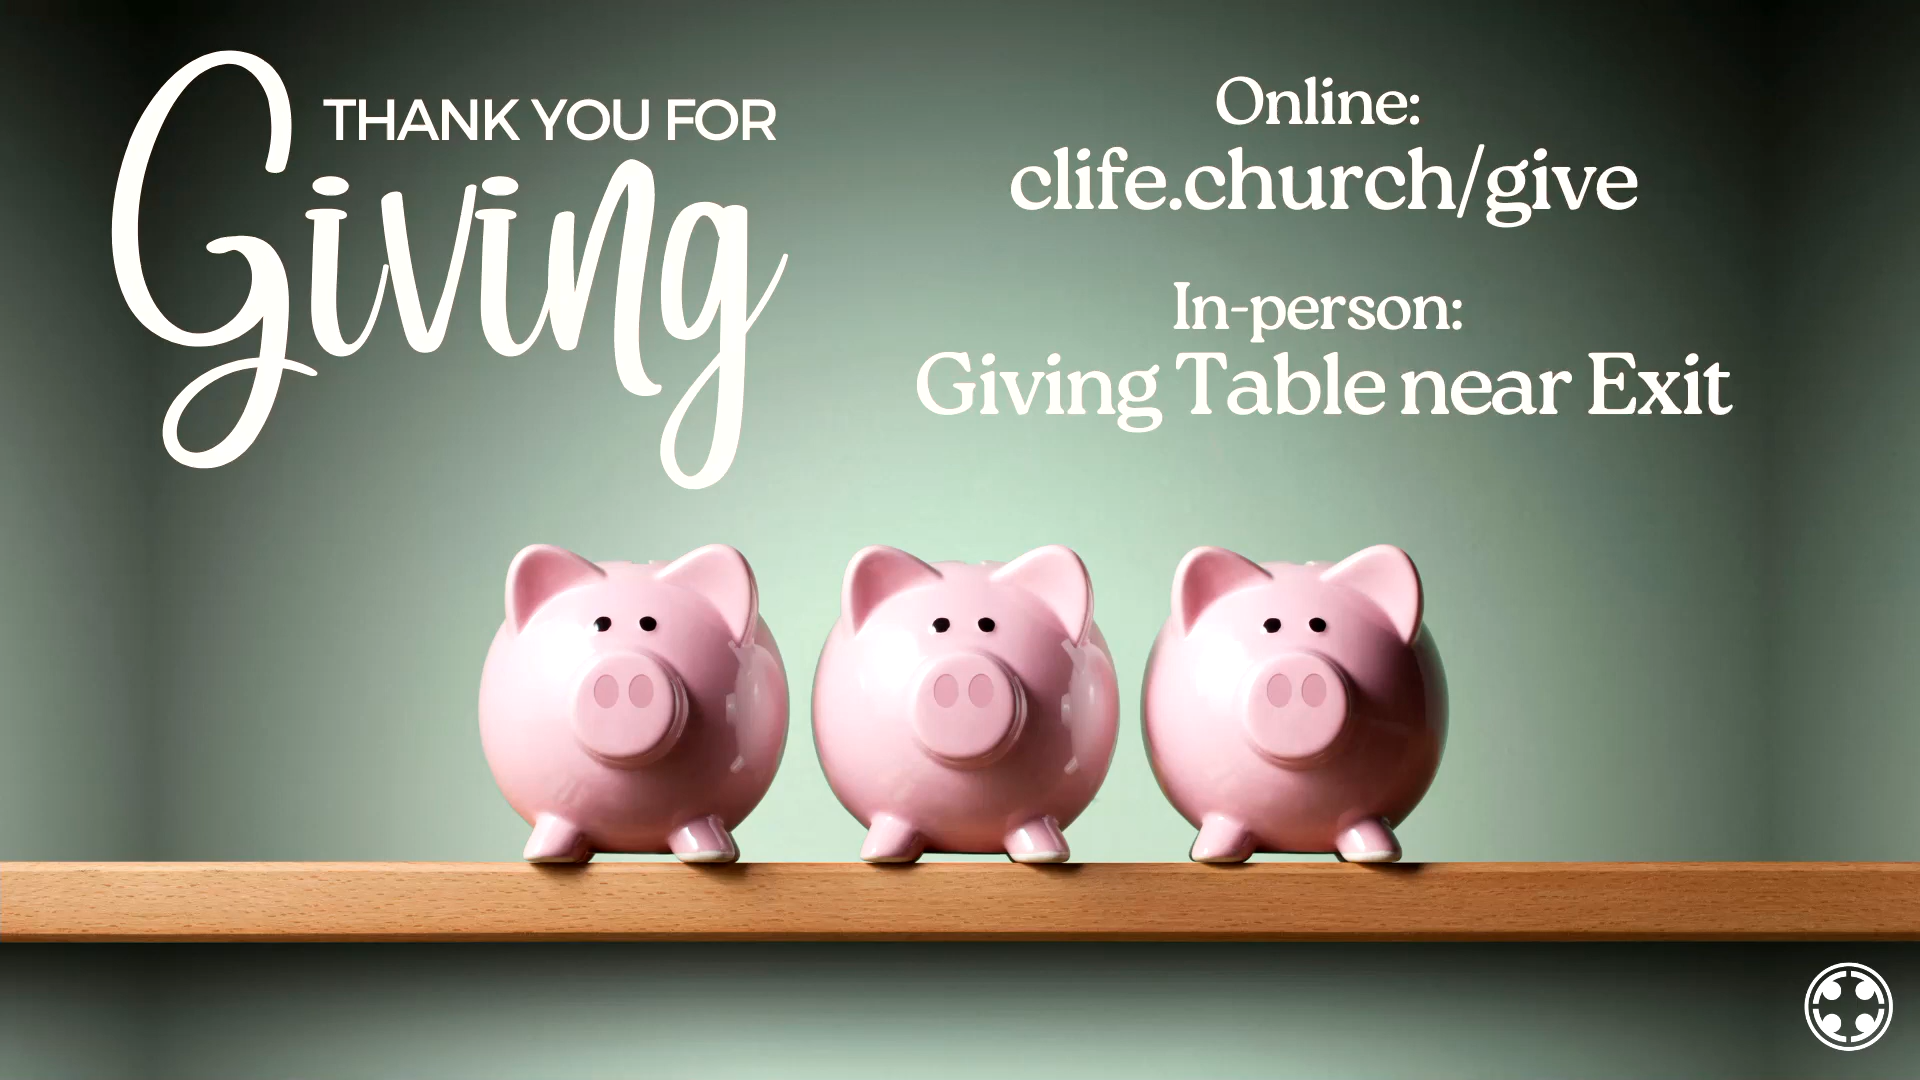 THANK YOU FOR
Giving
Online:
clife.church/give
In-person:
Giving Table near Exit